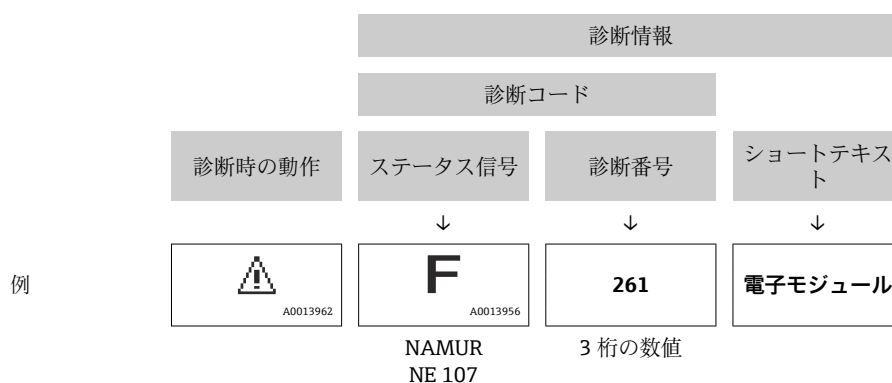 診断情報
診断コード
診断時の動作
ステータス信号
診断番号
ショートテキス
ト
↓
↓
↓
例
A0013962
F
A0013956
261
電子モジュール
NAMUR
NE 107
3 桁の数値